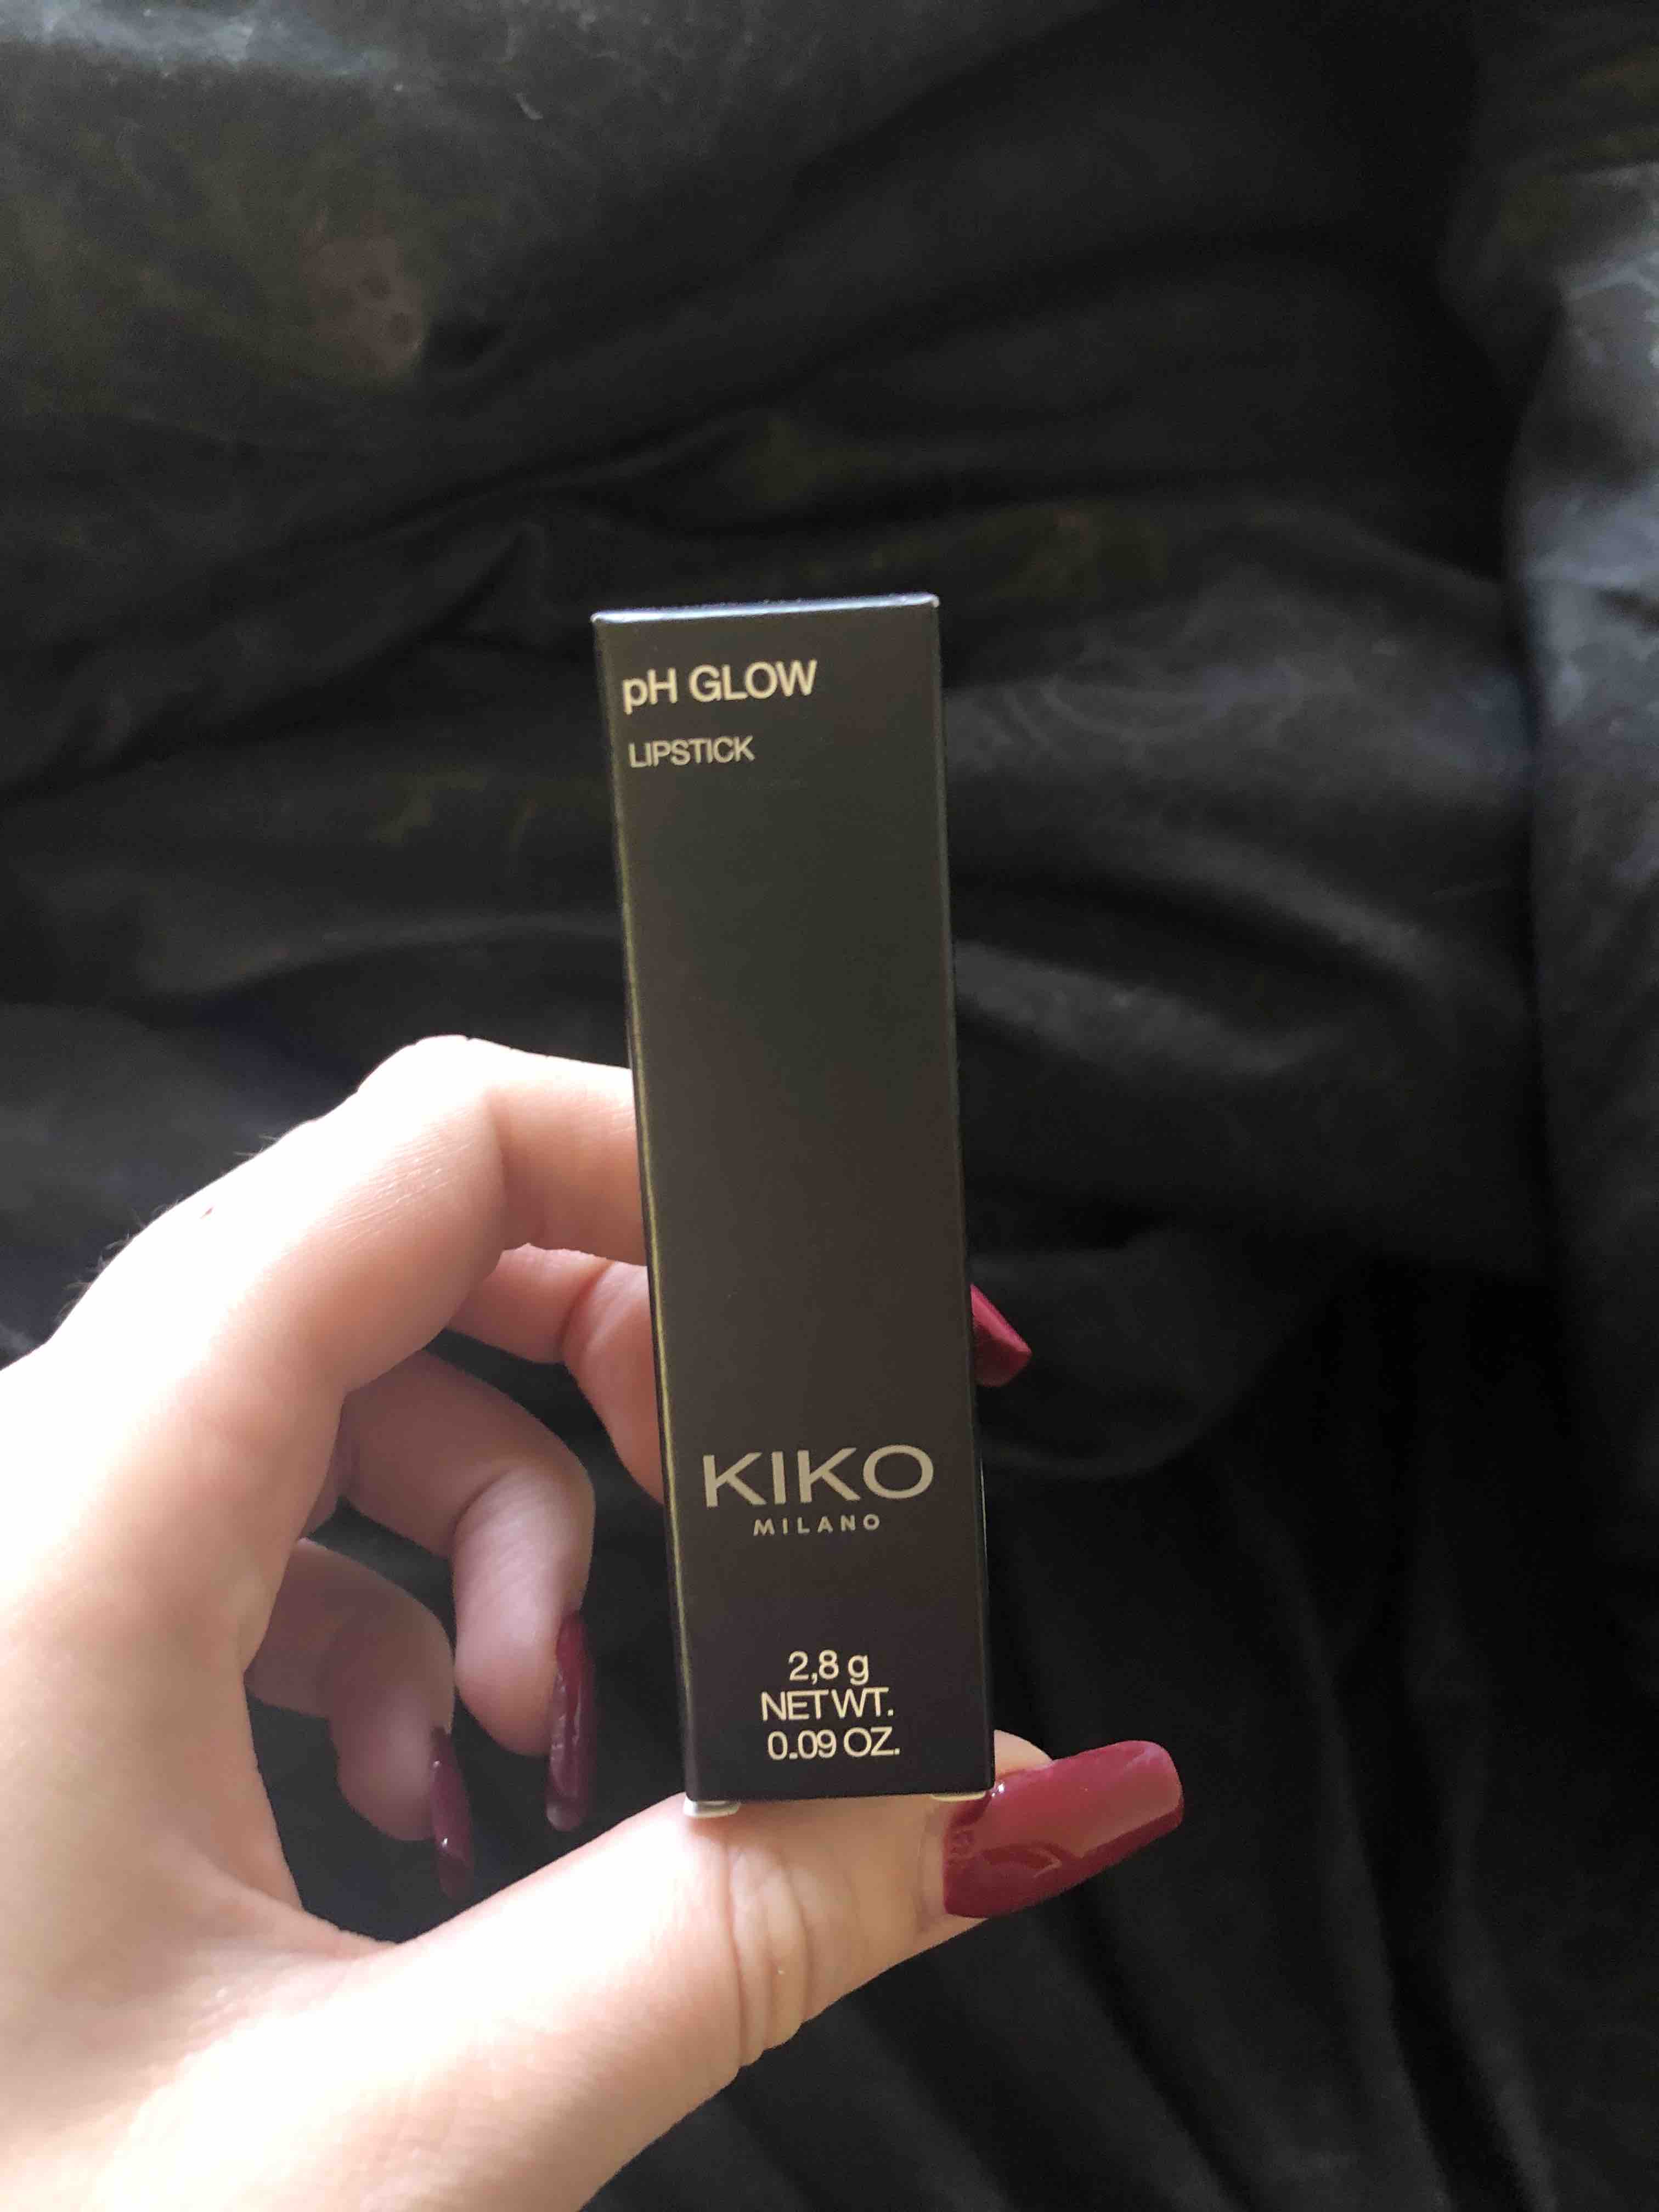 pH GLOW
LIPSTICK
KIKO
MILANO
2,8 g
NET WT.
0.09 OZ.